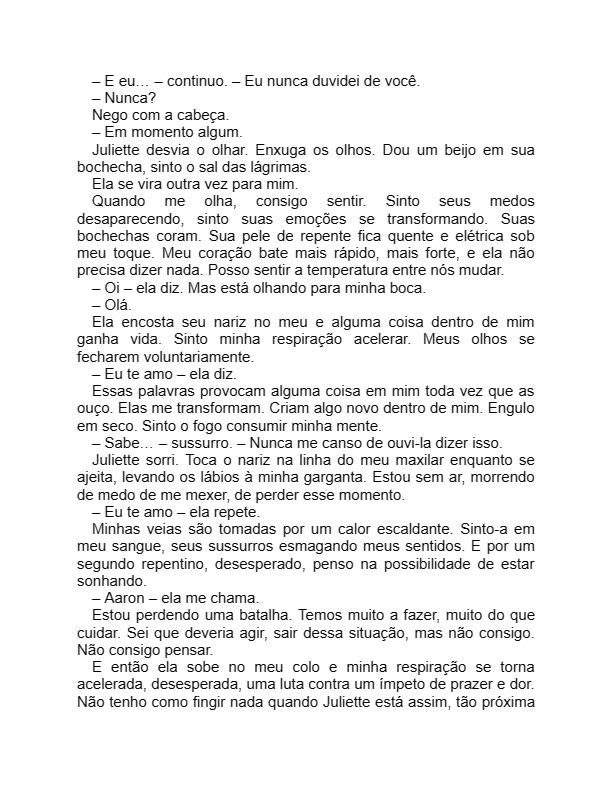 – E eu… – continuo. – Eu nunca duvidei de você.
– Nunca?
Nego com a cabeça.
– Em momento algum.
Juliette desvia o olhar. Enxuga os olhos. Dou um beijo em sua
bochecha, sinto o sal das lágrimas.
Ela se vira outra vez para mim.
Quando me olha, consigo sentir. Sinto seus medos
desaparecendo, sinto suas emoções se transformando. Suas
bochechas coram. Sua pele de repente fica quente e elétrica sob
meu toque. Meu coração bate mais rápido, mais forte, e ela não
precisa dizer nada. Posso sentir a temperatura entre nós mudar.
– Oi – ela diz. Mas está olhando para minha boca.
– Olá.
Ela encosta seu nariz no meu e alguma coisa dentro de mim
ganha vida. Sinto minha respiração acelerar. Meus olhos se
fecharem voluntariamente.
– Eu te amo – ela diz.
Essas palavras provocam alguma coisa em mim toda vez que as
ouço. Elas me transformam. Criam algo novo dentro de mim. Engulo
em seco. Sinto o fogo consumir minha mente.
– Sabe… – sussurro. – Nunca me canso de ouvi-la dizer isso.
Juliette sorri. Toca o nariz na linha do meu maxilar enquanto se
ajeita, levando os lábios à minha garganta. Estou sem ar, morrendo
de medo de me mexer, de perder esse momento.
– Eu te amo – ela repete.
Minhas veias são tomadas por um calor escaldante. Sinto-a em
meu sangue, seus sussurros esmagando meus sentidos. E por um
segundo repentino, desesperado, penso na possibilidade de estar
sonhando.
– Aaron – ela me chama.
Estou perdendo uma batalha. Temos muito a fazer, muito do que
cuidar. Sei que deveria agir, sair dessa situação, mas não consigo.
Não consigo pensar.
E então ela sobe no meu colo e minha respiração se torna
acelerada, desesperada, uma luta contra um ímpeto de prazer e dor.
Não tenho como fingir nada quando Juliette está assim, tão próxima